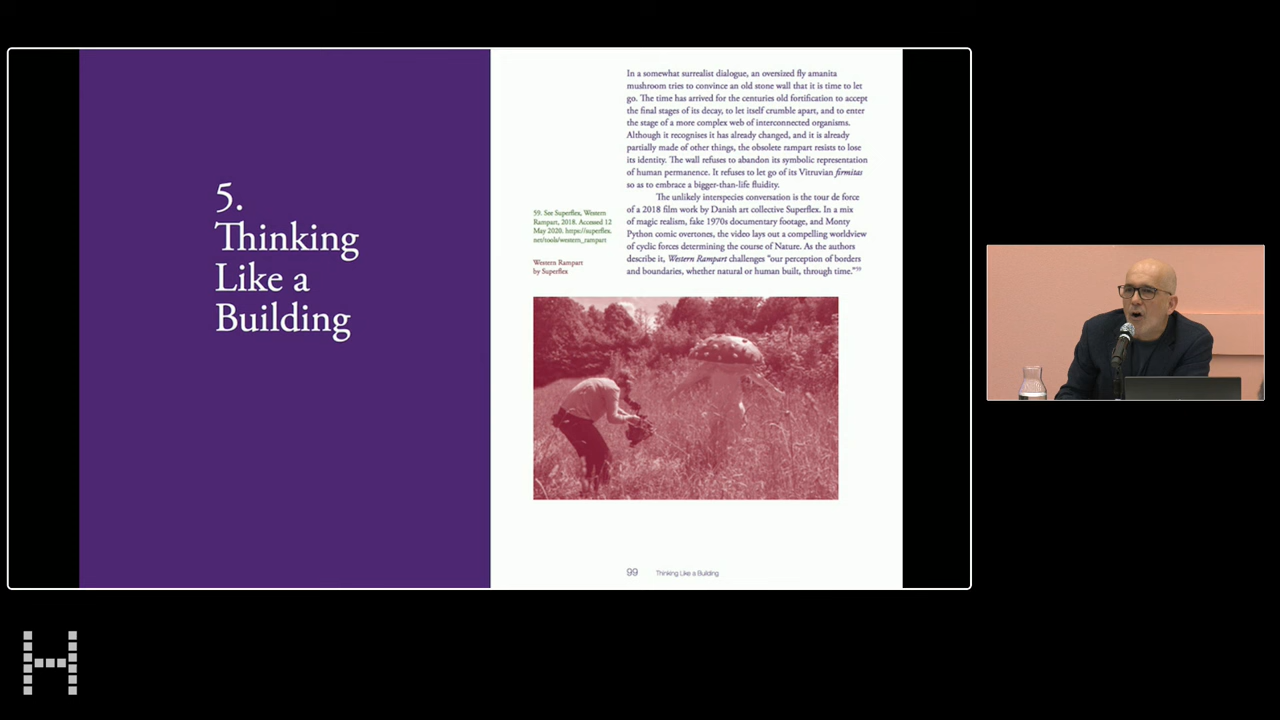 5.
Thinking
Like a
Building
In a somewhat surrealist dialogue, an oversized fly amanita
mushroom tries to convince an old stone wall that it is time to let
go. The time has arrived for the centuries old fortification to accept
the final stages of its decay, to let itself crumble apart, and to enter
the stage of a more complex web of interconnected organisms.
Although it recognises it has already changed, and it is already
partially made of other things, the obsolete rampart resists to lose
its identity. The wall refuses to abandon its symbolic representation
of human permanence. It refuses to let go of its Vitruvian firmitas
so as to embrace a bigger-than-life fluidity.
The unlikely interspecies conversation is the tour de force
of a 2018 film work by Danish art collective Superflex. In a mix
of magic realism, fake 1970s documentary footage, and Monty
Python comic overtones, the video lays out a compelling worldview
of cyclic forces determining the course of Nature. As the authors
describe it, Western Rampart challenges “our perception of borders
and boundaries, whether natural or human built, through time.”59
59. See Superflex, Western
Rampart, 2018. Accessed 12
May 2020. https://superflex.
net/tools/western_rampart
Western Rampart
by Superflex
99 Thinking Like a Building
H